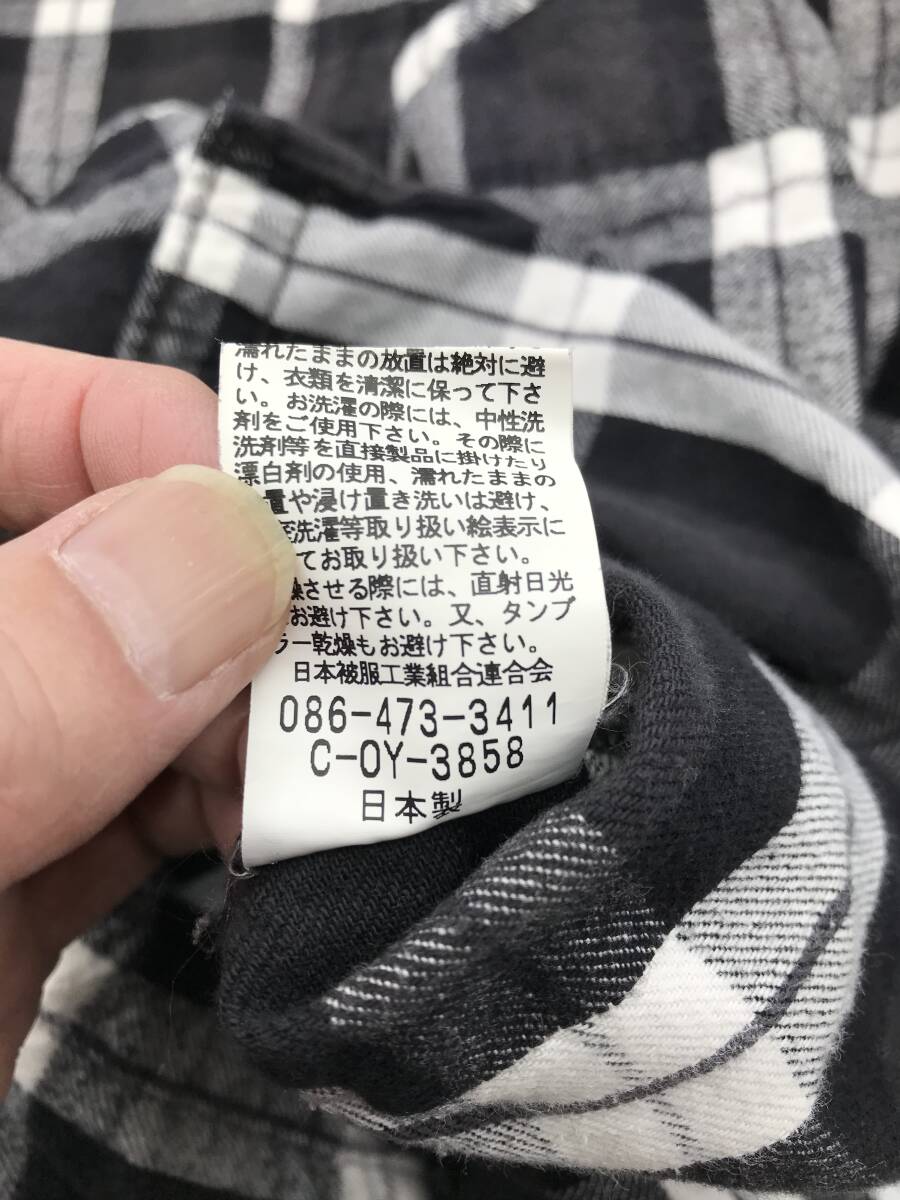 濡れたままの放置は絶対に避
け、衣類を清潔に保って下さ
い。お洗濯の際には、中性洗
剤をご使用下さい。その際に
洗剤等を直接製品に掛けたり
漂白剤の使用、濡れたままの
置や浸け置き洗いは避け、
洗濯等取り扱い絵表示に
てお取り扱い下さい。
燥させる際には、直射日光
お避け下さい。又、タンブ
ラー乾燥もお避け下さい。
日本被服工業組合連合会
086-473-3411
C-OY-3858
日本製